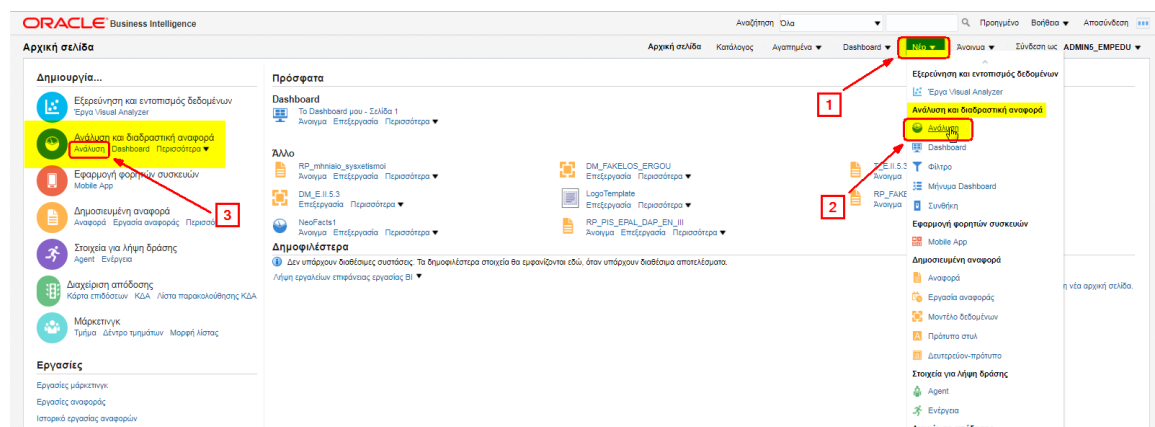 ORACLE Business Intelligence
Αναζήτηση Όλα ▼ Προηγμένο Βοήθεια ▼ Αποσύνδεση
Αρχική σελίδα
Αρχική σελίδα Κατάλογος Αγαπημένα ▼ Dashboard ▼ Νέο ▼ Άνοιγμα ▼ Σύνδεση ως ADMIN5_EMPEDU ▼
Δημιουργία...
Εξερεύνηση και εντοπισμός δεδομένων
Έργα Visual Analyzer
Ανάλυση και διαδραστική αναφορά
Ανάλυση Dashboard Περισσότερα ▼
Εφαρμογή φορητών συσκευών
Mobile App
Δημοσιευμένη αναφορά
Αναφορά Εργασία αναφοράς
3
Στοιχεία για λήψη δράσης
Agent Ενέργεια
Διαχείριση απόδοσης
Κάρτα επιδόσεων ΚΔΑ Λίστα παρακολούθησης ΚΔΑ
Μάρκετινγκ
Τμήμα Δέντρο τμημάτων Μορφή λίστας
Εργασίες
Εργασίες μάρκετινγκ
Εργασίες αναφοράς
Ιστορικό εργασίας αναφορών
Πρόσφατα
Dashboard
Το Dashboard μου - Σελίδα 1
Άνοιγμα Επεξεργασία Περισσότερα ▼
1
Άλλο
RP_mhniaio_sysxetismoi
Άνοιγμα Επεξεργασία Περισσότερα ▼
DM_FAKELOS_ERGOU
Επεξεργασία Περισσότερα ▼
Άνοιγμα
DM_E.II.5.3
Επεξεργασία Περισσότερα ▼
LogoTemplate
Επεξεργασία Περισσότερα ▼
2
RP_FAKE
Άνοιγμα
NeoFacts1
Άνοιγμα Επεξεργασία Περισσότερα ▼
RP_PIS_EPAL_DAP_EN_III
Άνοιγμα Επεξεργασία Περισσότερα ▼
Δημοφιλέστερα
Δεν υπάρχουν διαθέσιμες συστάσεις. Τα δημοφιλέστερα στοιχεία θα εμφανίζονται εδώ, όταν υπάρχουν διαθέσιμα αποτελέσματα.
Λήψη εργαλείων επιφάνειας εργασίας BI ▼
η νέα αρχική σελίδα.
Εξερεύνηση και εντοπισμός δεδομένων
Έργα Visual Analyzer
Ανάλυση και διαδραστική αναφορά
Ανάλυση
Dashboard
Φίλτρο
Μήνυμα Dashboard
Συνθήκη
Εφαρμογή φορητών συσκευών
Mobile App
Δημοσιευμένη αναφορά
Αναφορά
Εργασία αναφοράς
Μοντέλο δεδομένων
Πρότυπο στυλ
Δευτερεύον-πρότυπο
Στοιχεία για λήψη δράσης
Agent
Ενέργεια